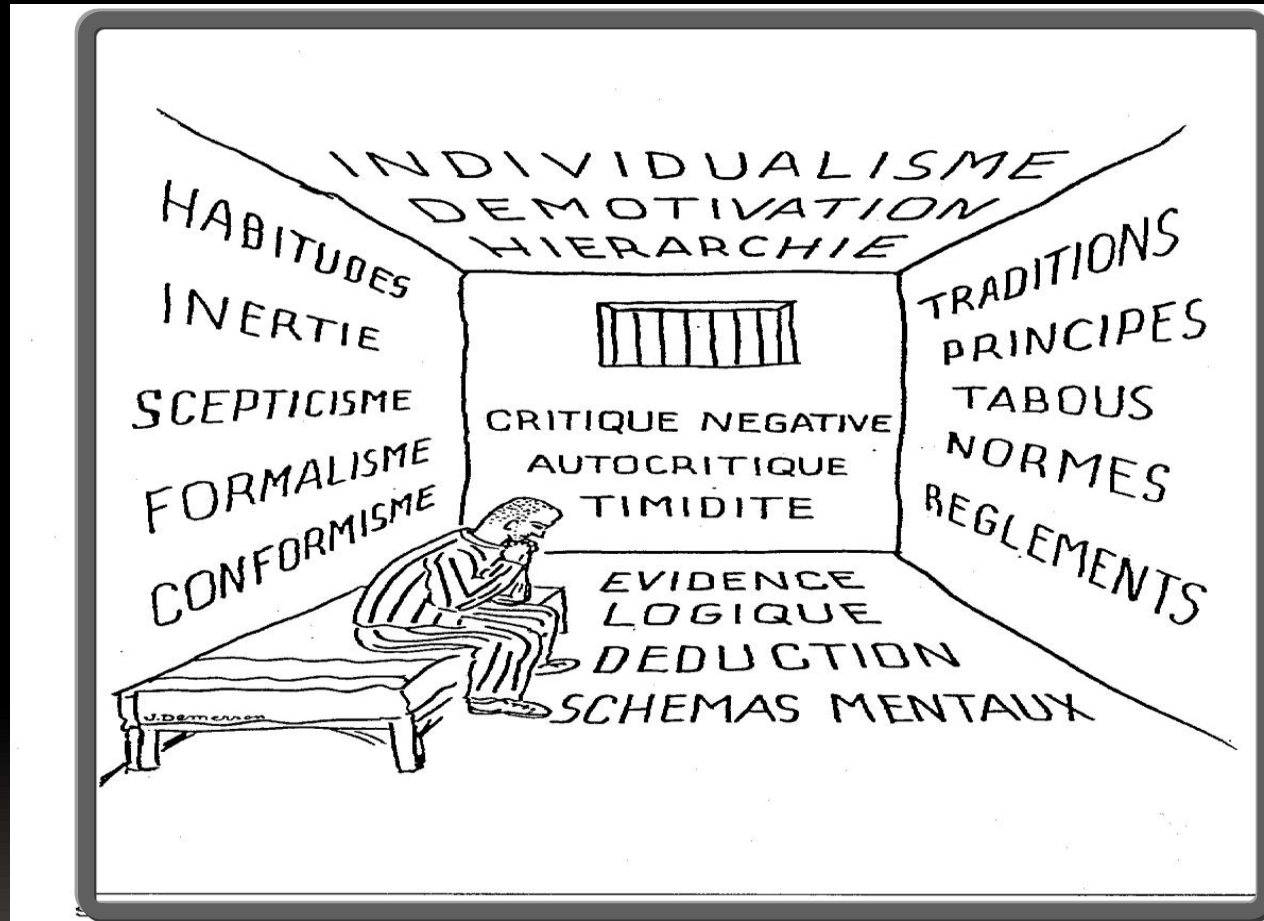 INDIVIDUALISME
DEMOTIVATION
HIERARCHIE
HABITUDES
INERTIE
SCEPTICISME
FORMALISME
CONFORMISME
CRITIQUE NEGATIVE
AUTOCRITIQUE
TIMIDITE
TRADITIONS
PRINCIPES
TABOUS
NORMES
REGLEMENTS
EVIDENCE
LOGIQUE
DEDUCTION
SCHEMAS MENTAUX